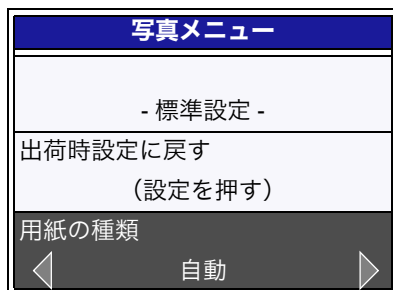 写真メニュー
- 標準設定 -
出荷時設定に戻す
（設定を押す）
用紙の種類
自動